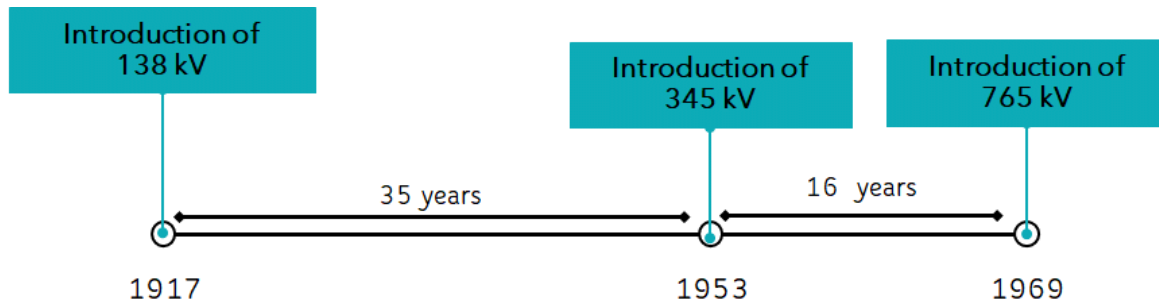 Introduction of
138 kV
Introduction of
345 kV
Introduction of
765 kV
35 years
16 years
1917
1953
1969